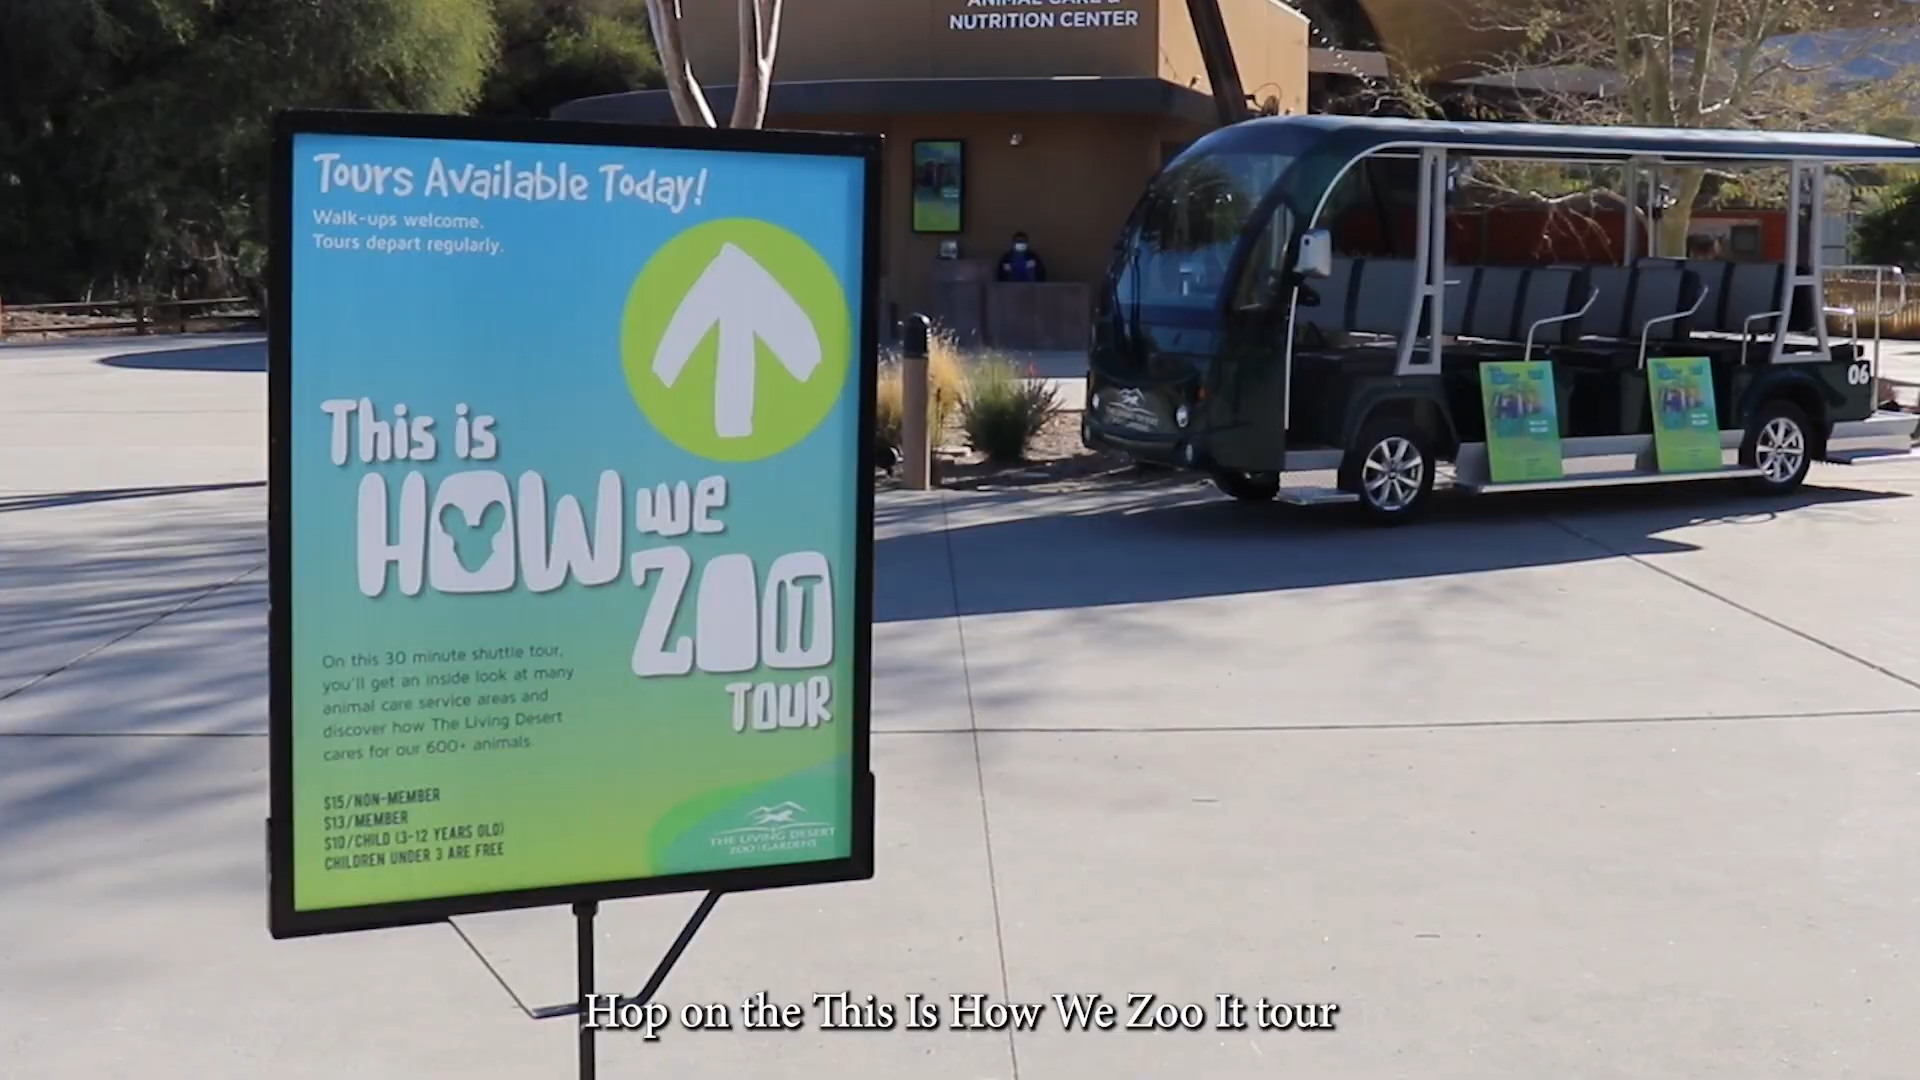 ANIMAL CARE &
NUTRITION CENTER
Tours Available Today!
Walk-ups welcome.
Tours depart regularly.
This is
HOW we
ZOO IT
TOUR
On this 30 minute shuttle tour,
you'll get an inside look at many
animal care service areas and
discover how The Living Desert
cares for our 600+ animals.
$15/NON-MEMBER
$13/MEMBER
$10/CHILD (3-12 YEARS OLD)
CHILDREN UNDER 3 ARE FREE
THE LIVING DESERT
ZOO | GARDENS
06
Hop on the This Is How We Zoo It tour